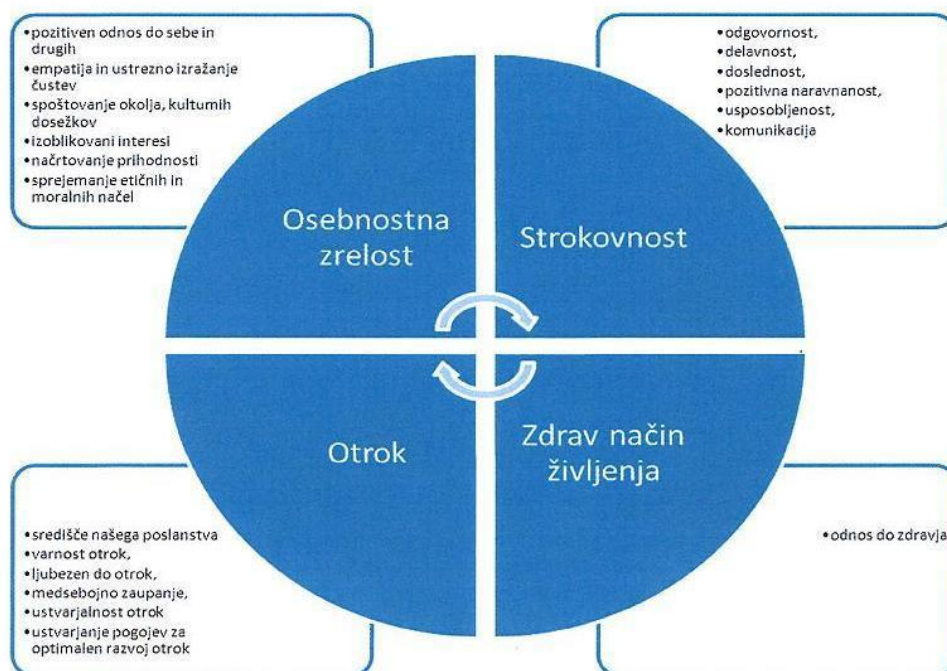 •pozitiven odnos do sebe in
drugih
•empatija in ustrezno izražanje
čustev
•spoštovanje okolja, kulturnih
dosežkov
•izoblikovani interesi
•načrtovanje prihodnosti
•sprejemanje etičnih in
moralnih načel
•odgovornost,
•delavnost,
•doslednost,
•pozitivna naravnanost,
•usposobljenost,
•komunikacija
Osebnostna
zrelost
Strokovnost
Otrok
Zdrav način
življenja
•središče našega poslanstva
•varnost otrok,
•ljubezen do otrok,
•medsebojno zaupanje,
•ustvarjalnost otrok
•ustvarjanje pogojev za
optimalen razvoj otrok
•odnos do zdravja